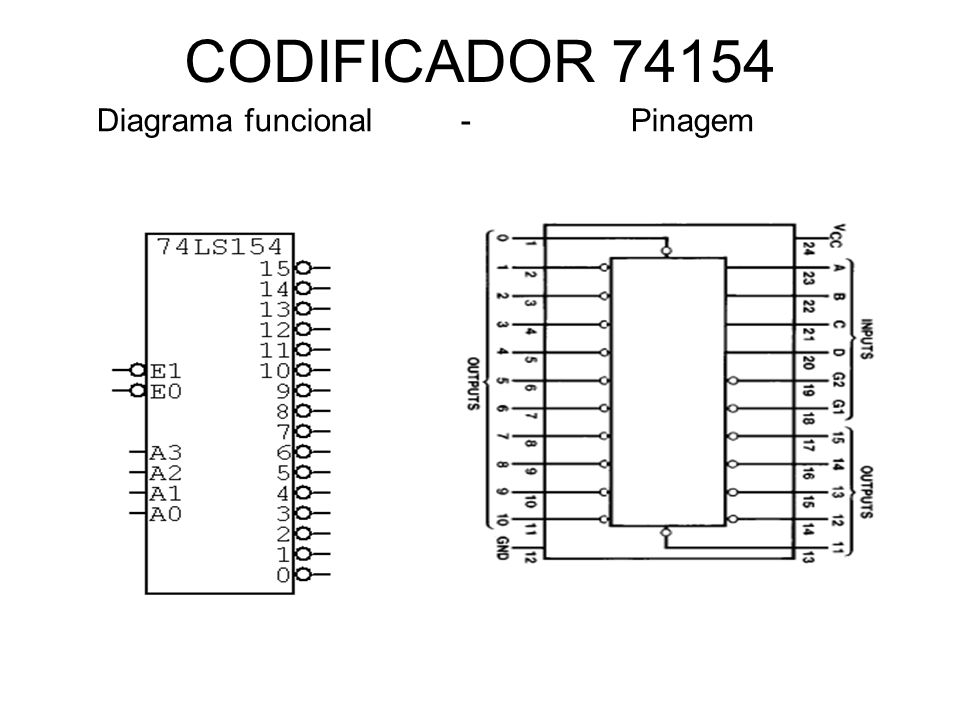 CODIFICADOR 74154
Diagrama funcional - Pinagem
74LS154
15
14
13
12
11
E1 10
E0 9
8
7
A3 6
A2 5
A1 4
A0 3
2
1
0
OUTPUTS
0 1
1 2
2 3
3 4
4 5
5 6
6 7
7 8
8 9
9 10
10 11
GND 12
24 VCC
23 A
22 B
21 C
20 D
19 G2
18 G1
INPUTS
17 15
16 14
15 13
14 12
13 11
OUTPUTS